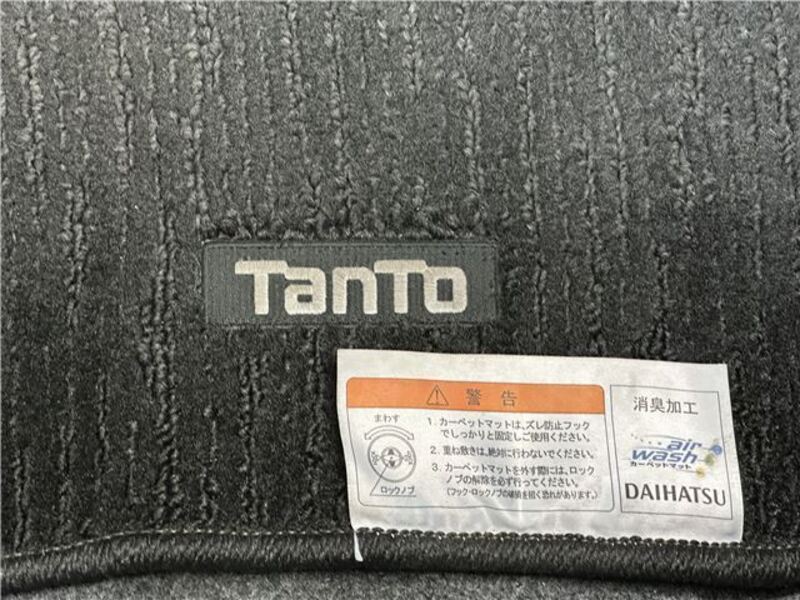 TanTo
⚠ 警告
まわす
ロックノブ
1. カーペットマットは、ズレ防止フック
でしっかりと固定しご使用ください。
2. 重ね敷きは、絶対に行わないでください。
3. カーペットマットを外す際には、ロック
ノブの解除を必ず行ってください。
(フック・ロックノブの破損を招く恐れがあります。)
消臭加工
air
wash
カーペットマット
DAIHATSU